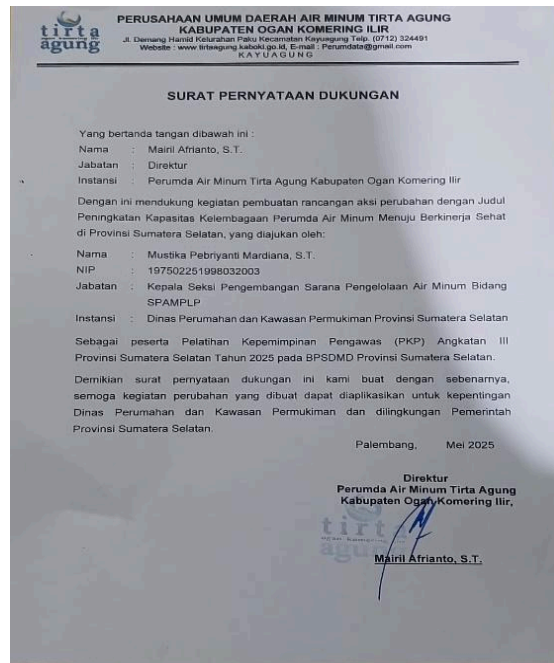 tirta
ogan komering ilir
agung
PERUSAHAAN UMUM DAERAH AIR MINUM TIRTA AGUNG
KABUPATEN OGAN KOMERING ILIR
Jl. Demang Hamid Kelurahan Paku Kecamatan Kayuagung Telp. (0712) 324491
Website : www.tirtaagung.kaboki.go.id, E-mail : Perumdata@gmail.com
KAYUAGUNG
SURAT PERNYATAAN DUKUNGAN
Yang bertanda tangan dibawah ini :
Nama : Mairil Afrianto, S.T.
Jabatan : Direktur
Instansi : Perumda Air Minum Tirta Agung Kabupaten Ogan Komering Ilir
Dengan ini mendukung kegiatan pembuatan rancangan aksi perubahan dengan Judul
Peningkatan Kapasitas Kelembagaan Perumda Air Minum Menuju Berkinerja Sehat
di Provinsi Sumatera Selatan, yang diajukan oleh:
Nama : Mustika Pebriyanti Mardiana, S.T.
NIP : 197502251998032003
Jabatan : Kepala Seksi Pengembangan Sarana Pengelolaan Air Minum Bidang
SPAMPLP
Instansi : Dinas Perumahan dan Kawasan Permukiman Provinsi Sumatera Selatan
Sebagai peserta Pelatihan Kepemimpinan Pengawas (PKP) Angkatan III
Provinsi Sumatera Selatan Tahun 2025 pada BPSDMD Provinsi Sumatera Selatan.
Demikian surat pernyataan dukungan ini kami buat dengan sebenarnya,
semoga kegiatan perubahan yang dibuat dapat diaplikasikan untuk kepentingan
Dinas Perumahan dan Kawasan Permukiman dan dilingkungan Pemerintah
Provinsi Sumatera Selatan.
Palembang, Mei 2025
Direktur
Perumda Air Minum Tirta Agung
Kabupaten Ogan Komering Ilir,
tirta
ogan komering
agung
Mairil Afrianto, S.T.